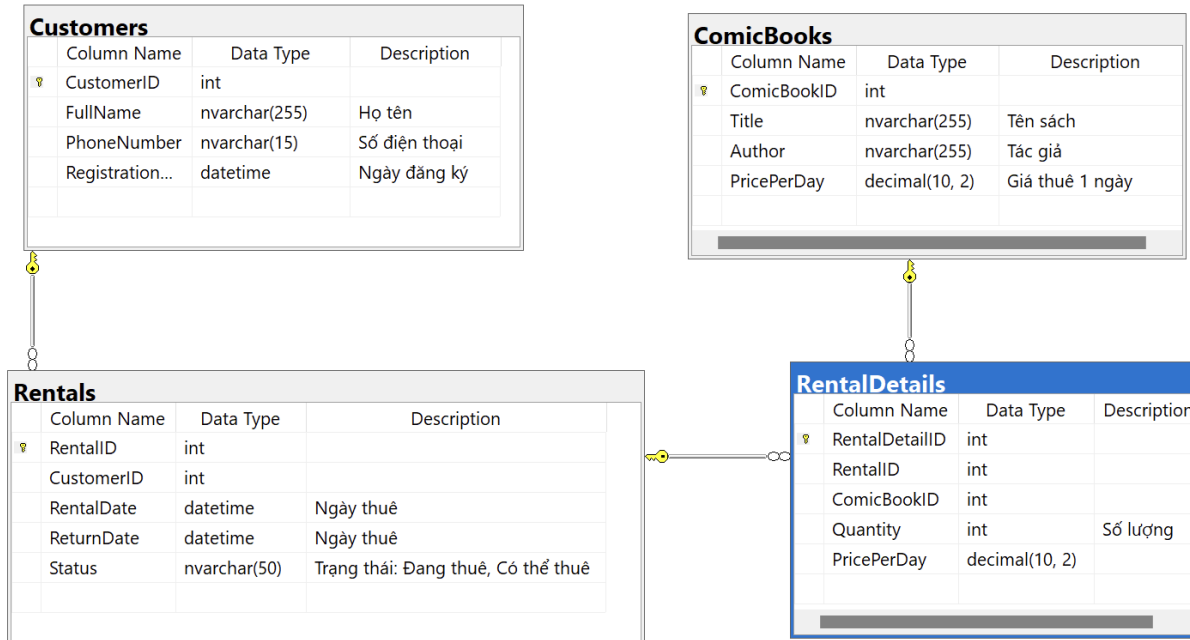 Customers
Column Name Data Type Description
CustomerID int
FullName nvarchar(255) Họ tên
PhoneNumber nvarchar(15) Số điện thoại
Registration... datetime Ngày đăng ký
ComicBooks
Column Name Data Type Description
ComicBookID int
Title nvarchar(255) Tên sách
Author nvarchar(255) Tác giả
PricePerDay decimal(10, 2) Giá thuê 1 ngày
Rentals
Column Name Data Type Description
RentalID int
CustomerID int
RentalDate datetime Ngày thuê
ReturnDate datetime Ngày thuê
Status nvarchar(50) Trạng thái: Đang thuê, Có thể thuê
RentalDetails
Column Name Data Type Description
RentalDetailID int
RentalID int
ComicBookID int
Quantity int Số lượng
PricePerDay decimal(10, 2)